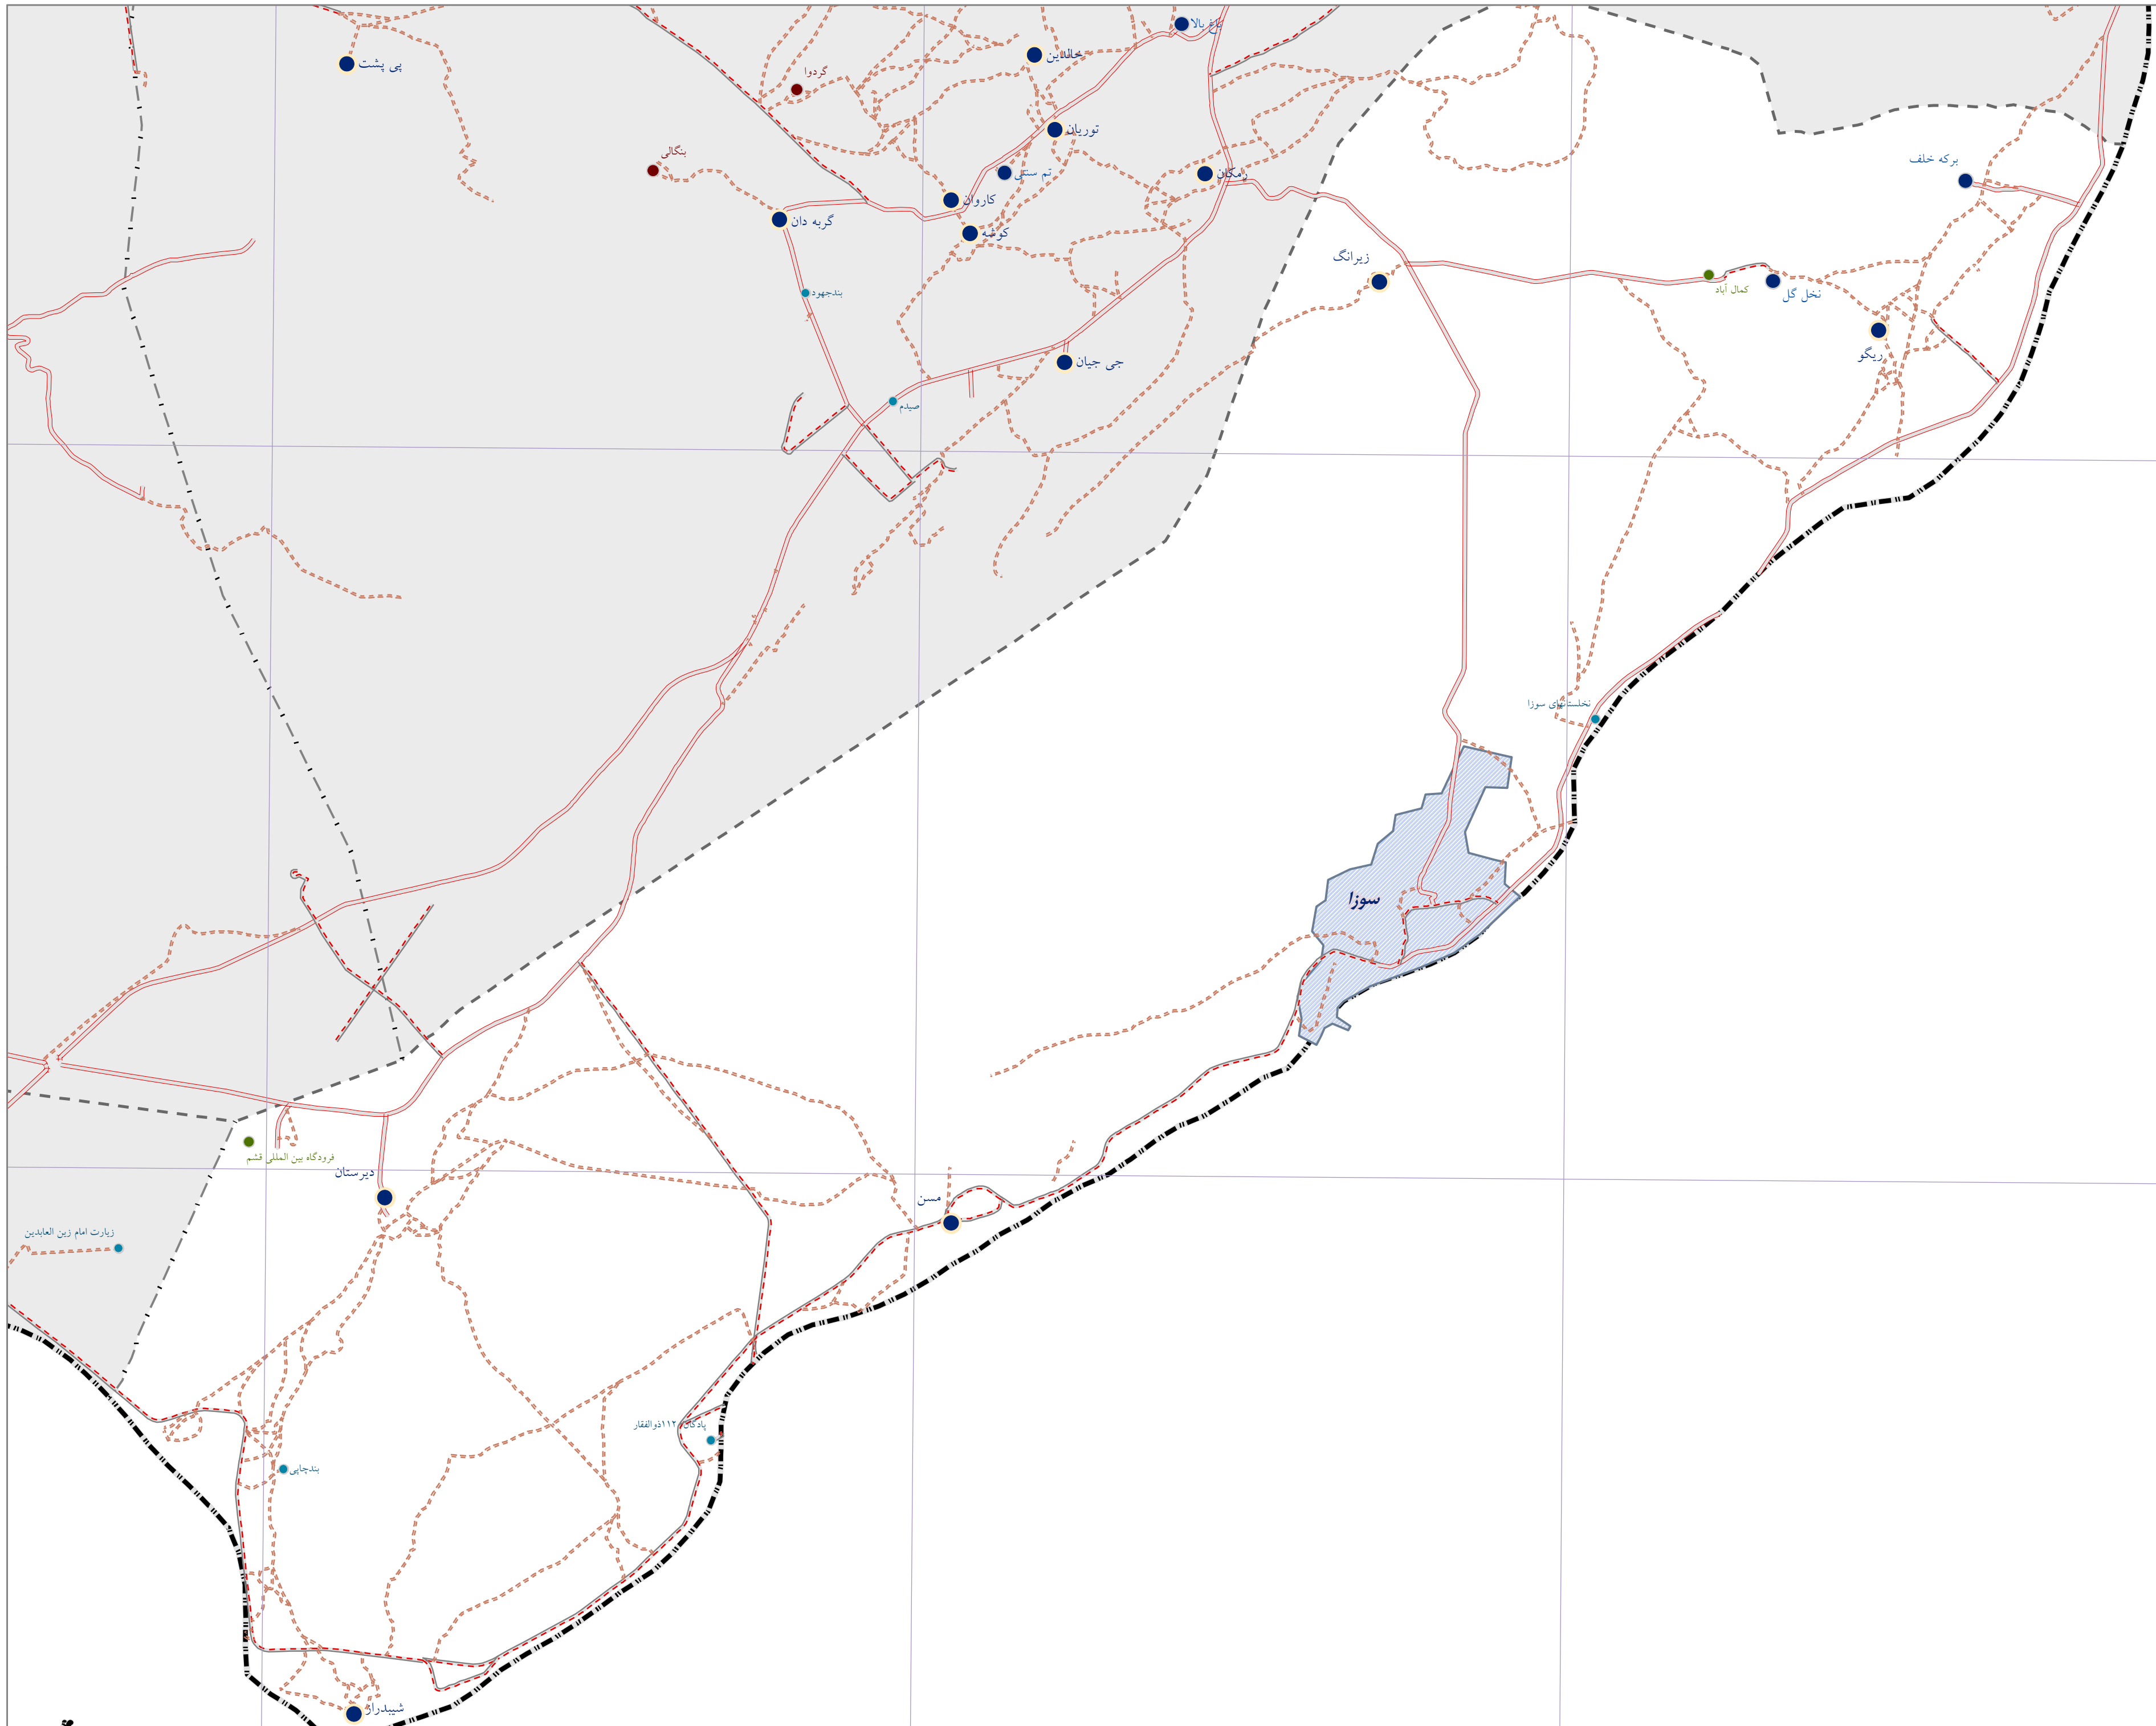 باغ بالا
خالدین
پی پشت
گردوا
توریان
بنگالی
تم سنتی
رمکان
برکه خلف
کاروان
گربه دان
کوشه
زیرانگ
بندجهود
کمال آباد
نخل گل
ریگو
جی جیان
صیدم
نخلستانهای سوزا
سوزا
فرودگاه بین المللی قشم
دیرستان
مسن
زیارت امام زین العابدین
پادگان ۱۱۲ذوالفقار
بندچاپی
شیبدراز